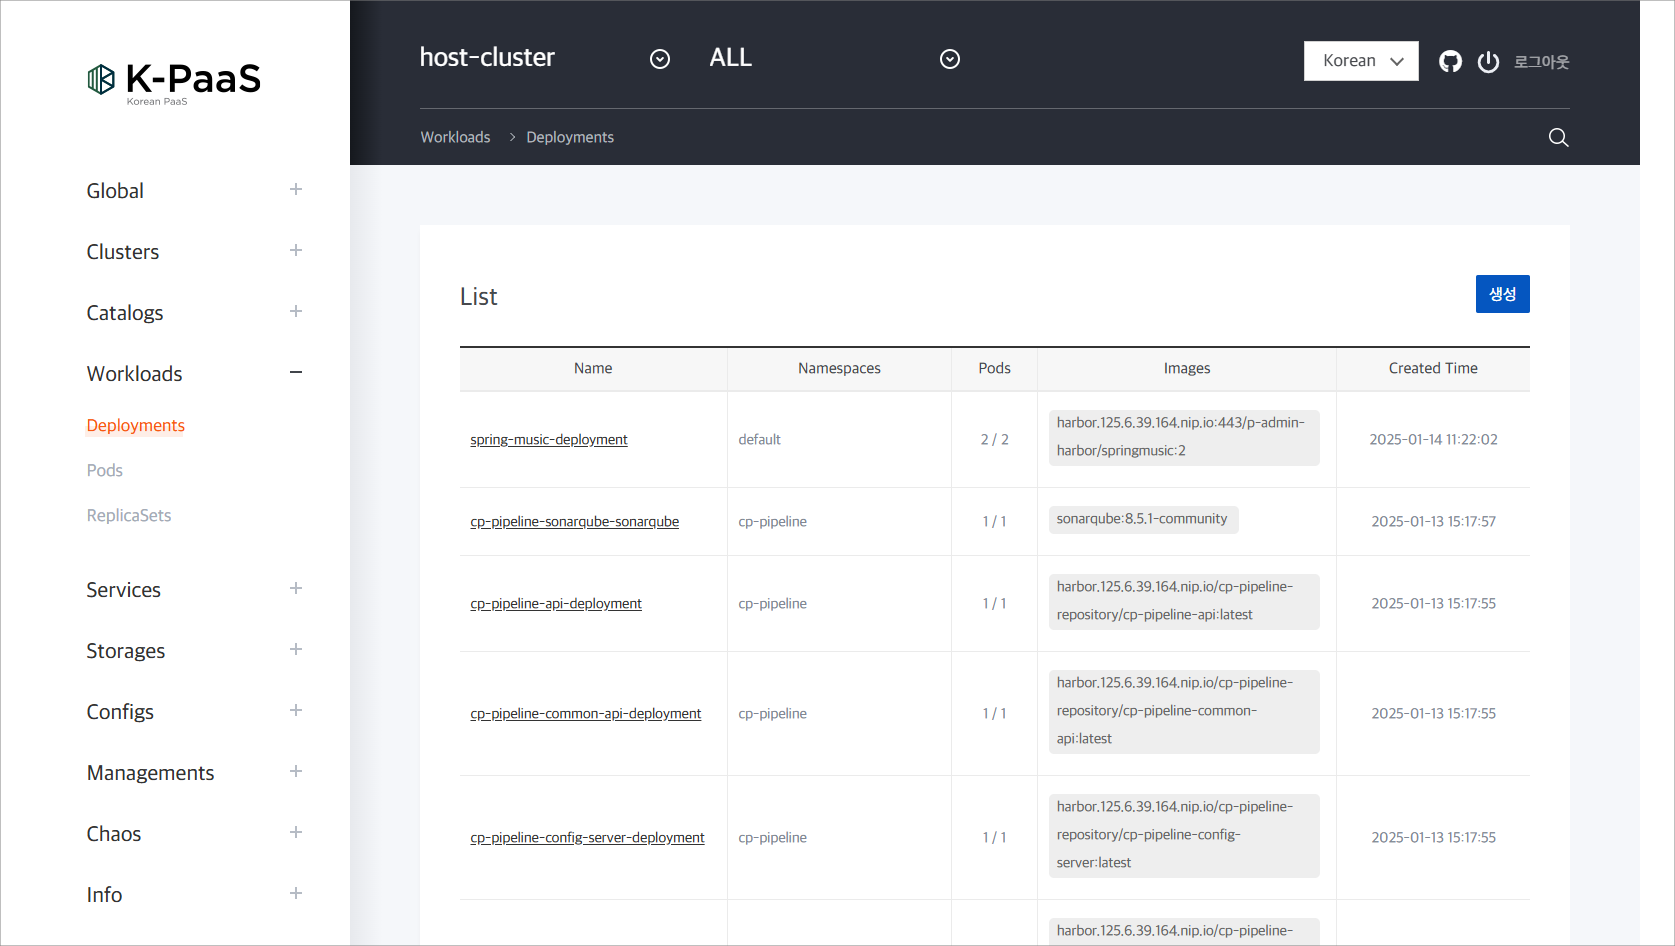 K-PaaS
Korean PaaS
Global
Clusters
Catalogs
Workloads
Deployments
Pods
ReplicaSets
Services
Storages
Configs
Managements
Chaos
Info
host-cluster
ALL
Korean
로그아웃
Workloads > Deployments
List
생성
Name Namespaces Pods Images Created Time
spring-music-deployment default 2 / 2 harbor.125.6.39.164.nip.io:443/p-admin-
harbor/springmusic:2 2025-01-14 11:22:02
cp-pipeline-sonarqube-sonarqube cp-pipeline 1 / 1 sonarqube:8.5.1-community 2025-01-13 15:17:57
cp-pipeline-api-deployment cp-pipeline 1 / 1 harbor.125.6.39.164.nip.io/cp-pipeline-
repository/cp-pipeline-api:latest 2025-01-13 15:17:55
cp-pipeline-common-api-deployment cp-pipeline 1 / 1 harbor.125.6.39.164.nip.io/cp-pipeline-
repository/cp-pipeline-common-
api:latest 2025-01-13 15:17:55
cp-pipeline-config-server-deployment cp-pipeline 1 / 1 harbor.125.6.39.164.nip.io/cp-pipeline-
repository/cp-pipeline-config-
server:latest 2025-01-13 15:17:55
harbor.125.6.39.164.nip.io/cp-pipeline-